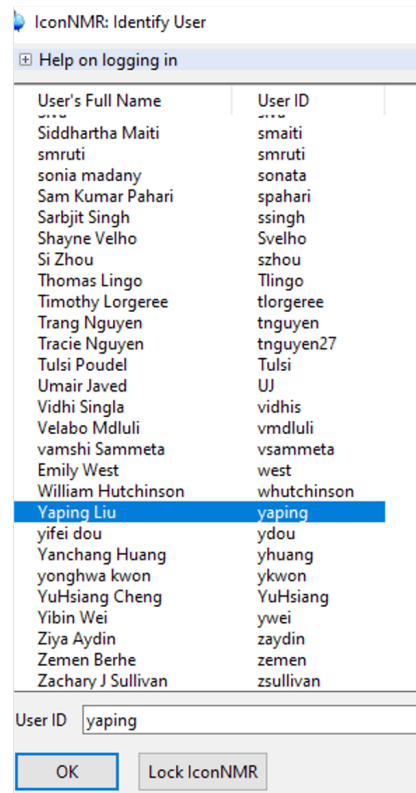 IconNMR: Identify User
Help on logging in
User's Full Name User ID
Siddhartha Maiti smaiti
smruti smruti
sonia madany sonata
Sam Kumar Pahari spahari
Sarbjit Singh ssingh
Shayne Velho Svelho
Si Zhou szhou
Thomas Lingo Tlingo
Timothy Lorgeree tlorgeree
Trang Nguyen tnguyen
Tracie Nguyen tnguyen27
Tulsi Poudel Tulsi
Umair Javed UJ
Vidhi Singla vidhis
Velabo Mdluli vmdluli
vamshi Sammeta vsammeta
Emily West west
William Hutchinson whutchinson
Yaping Liu yaping
yifei dou ydou
Yanchang Huang yhuang
yonghwa kwon ykwon
YuHsiang Cheng YuHsiang
Yibin Wei ywei
Ziya Aydin zaydin
Zemen Berhe zemen
Zachary J Sullivan zsullivan
User ID yaping
OK Lock IconNMR